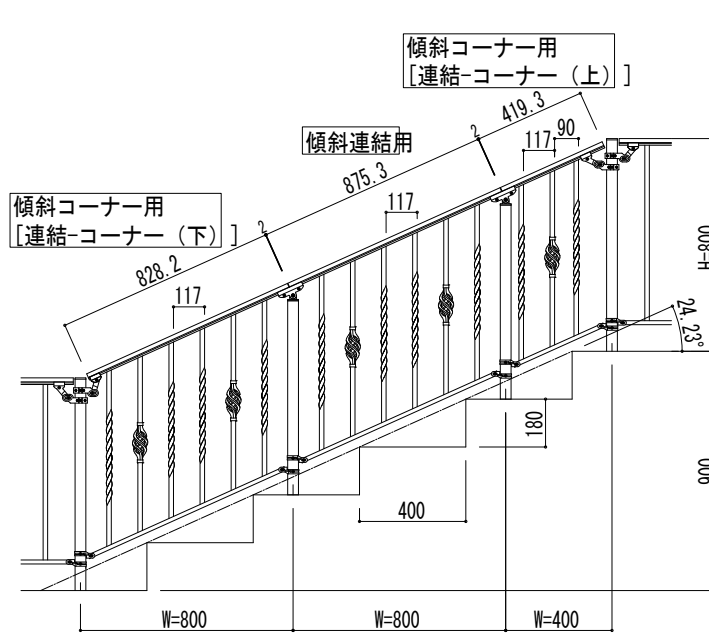 傾斜コーナー用
[連結-コーナー（上）]
419.3
2
117
90
傾斜連結用
875.3
傾斜コーナー用
[連結-コーナー（下）]
2
117
828.2
117
H=800
24.23°
180
400
900
W=800
W=800
W=400